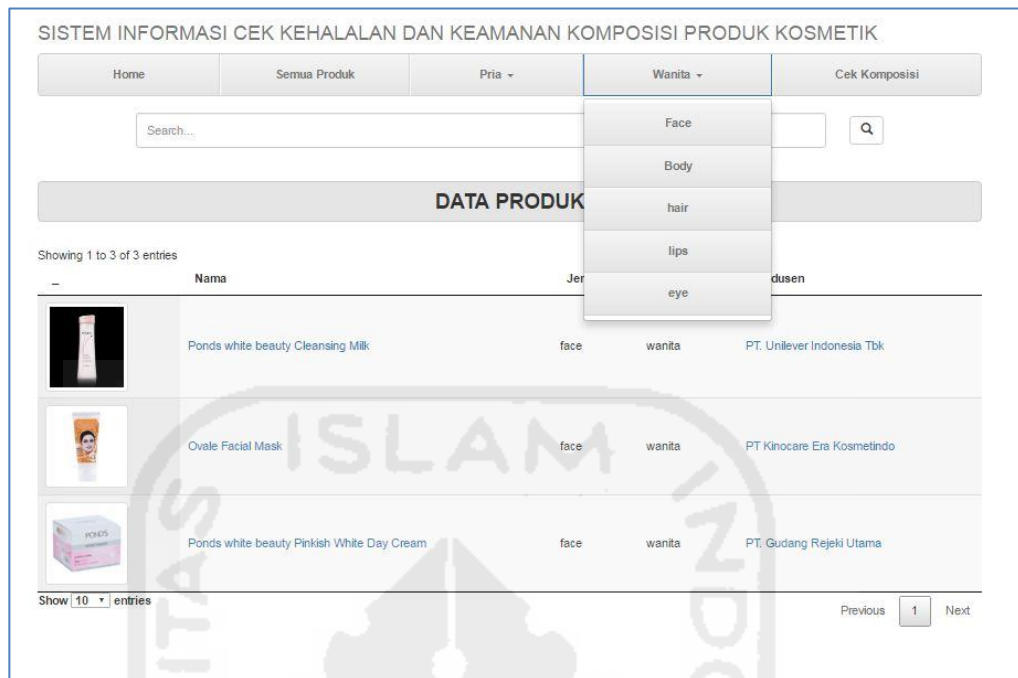 SISTEM INFORMASI CEK KEHALALAN DAN KEAMANAN KOMPOSISI PRODUK KOSMETIK
Home Semua Produk Pria Wanita Cek Komposisi
Search...
Face
Body
hair
lips
eye
DATA PRODUK
Showing 1 to 3 of 3 entries
Nama Jer dusen
Ponds white beauty Cleansing Milk face wanita PT. Unilever Indonesia Tbk
Ovale Facial Mask face wanita PT Kinocare Era Kosmetindo
PONDS
Ponds white beauty Pinkish White Day Cream face wanita PT. Gudang Rejeki Utama
Show 10 entries
Previous 1 Next
ISLAM
ITAS
INDO